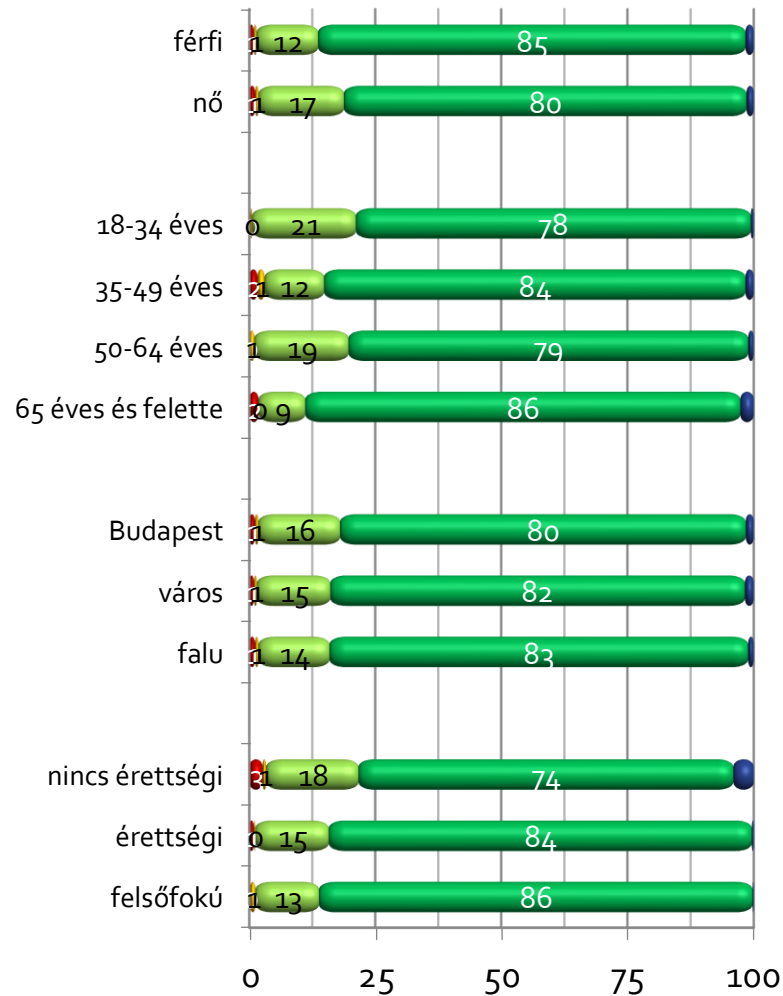 férfi 1 12 85
nő 1 17 80
18-34 éves 0 21 78
35-49 éves 2 1 12 84
50-64 éves 1 19 79
65 éves és felette 0 9 86
Budapest 1 16 80
város 1 15 82
falu 1 14 83
nincs érettségi 3 1 18 74
érettségi 0 15 84
felsőfokú 1 13 86
0 25 50 75 100